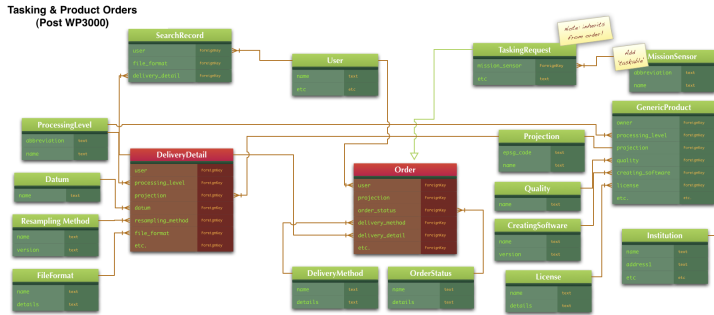 Tasking & Product Orders
(Post WP3000)
SearchRecord
user ForeignKey
file_format ForeignKey
delivery_detail ForeignKey
User
name text
etc etc
TaskingRequest
mission_sensor ForeignKey
etc text
Note: inherits
from order!
Add
'taskable'
MissionSensor
abbreviation text
name text
GenericProduct
owner ForeignKey
processing_level ForeignKey
projection ForeignKey
quality ForeignKey
creating_software ForeignKey
license ForeignKey
etc. etc
ProcessingLevel
abbreviation text
name text
DeliveryDetail
user ForeignKey
processing_level ForeignKey
projection ForeignKey
datum ForeignKey
resampling_method ForeignKey
file_format ForeignKey
etc. ForeignKey
Projection
epsg_code text
name text
Order
user ForeignKey
projection ForeignKey
order_status ForeignKey
delivery_method ForeignKey
delivery_detail ForeignKey
etc. ForeignKey
Datum
name text
Quality
name text
Resampling Method
name text
version text
CreatingSoftware
name text
version text
Institution
name text
address1 text
etc etc
FileFormat
name text
details text
DeliveryMethod
name text
details text
OrderStatus
name text
details text
License
name text
details text